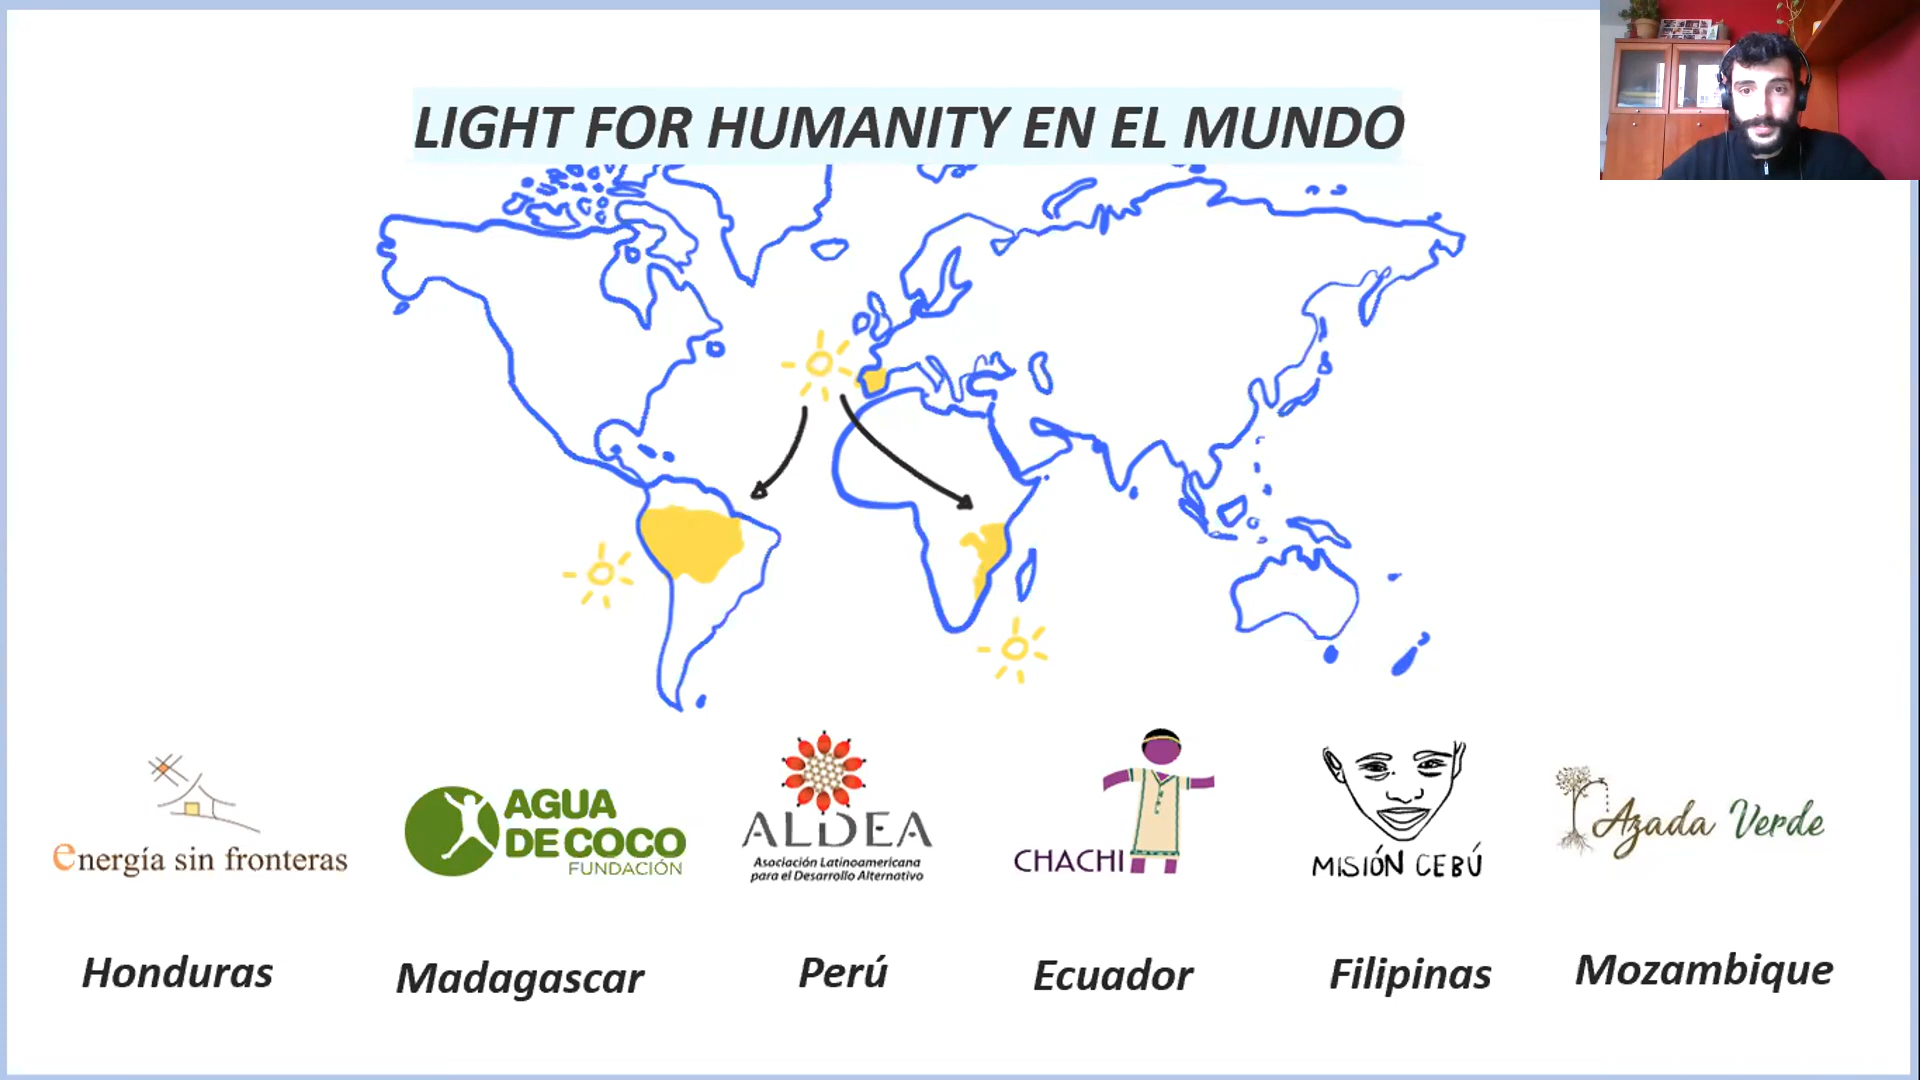 LIGHT FOR HUMANITY EN EL MUNDO
energía sin fronteras
AGUA
DE COCO
FUNDACIÓN
ALDEA
Asociación Latinoamericana
para el Desarrollo Alternativo
CHACHI
MISIÓN CEBÚ
Azada Verde
Honduras
Madagascar
Perú
Ecuador
Filipinas
Mozambique